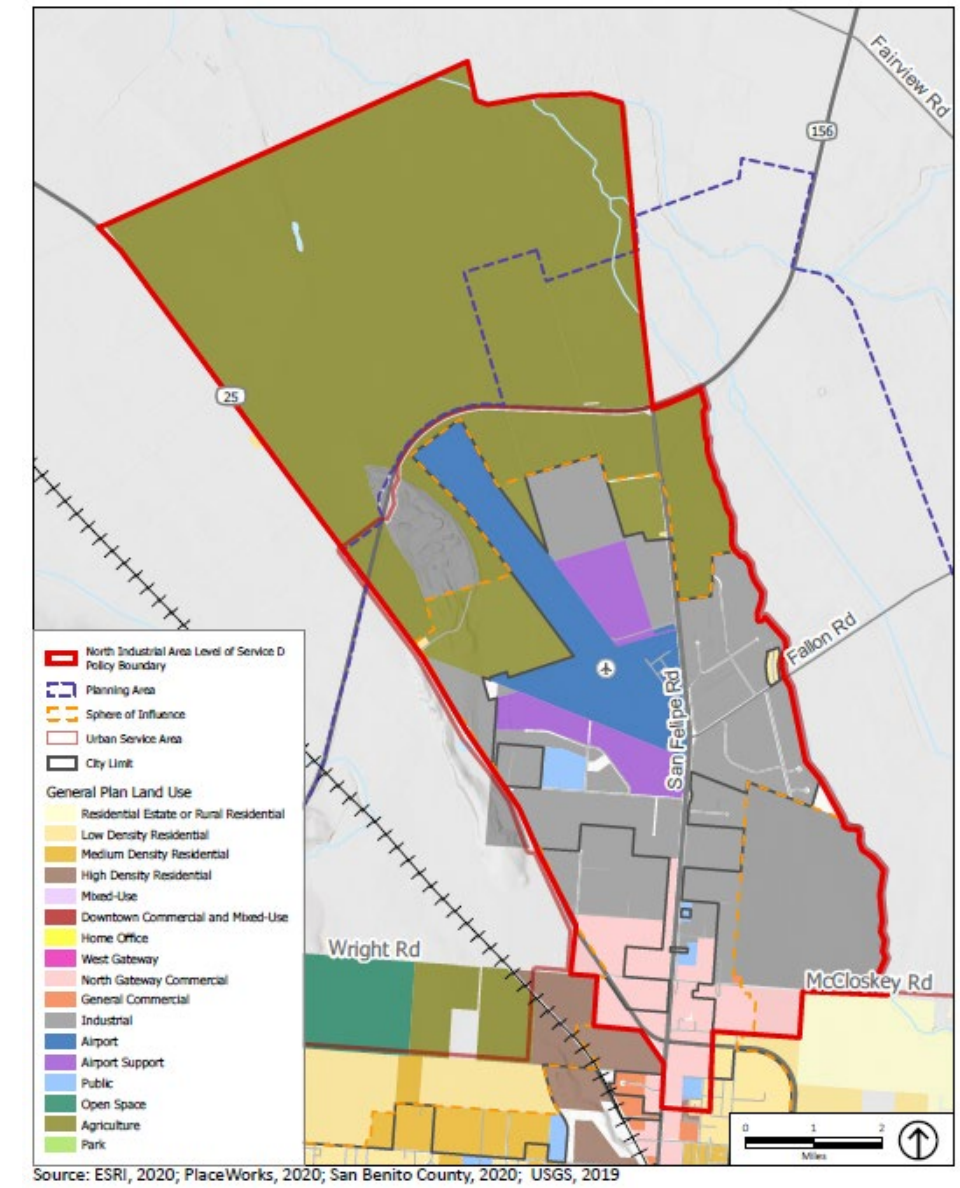 Fairview Rd
156
25
Fallon Rd
San Felipe Rd
North Industrial Area Level of Service D
Policy Boundary
Planning Area
Sphere of Influence
Urban Service Area
City Limit
General Plan Land Use
Residential Estate or Rural Residential
Low Density Residential
Medium Density Residential
High Density Residential
Mixed-Use
Downtown Commercial and Mixed-Use
Home Office
West Gateway
North Gateway Commercial
General Commercial
Industrial
Airport
Airport Support
Public
Open Space
Agriculture
Park
Wright Rd
McCloskey Rd
0 1 2
Miles
Source: ESRI, 2020; PlaceWorks, 2020; San Benito County, 2020; USGS, 2019